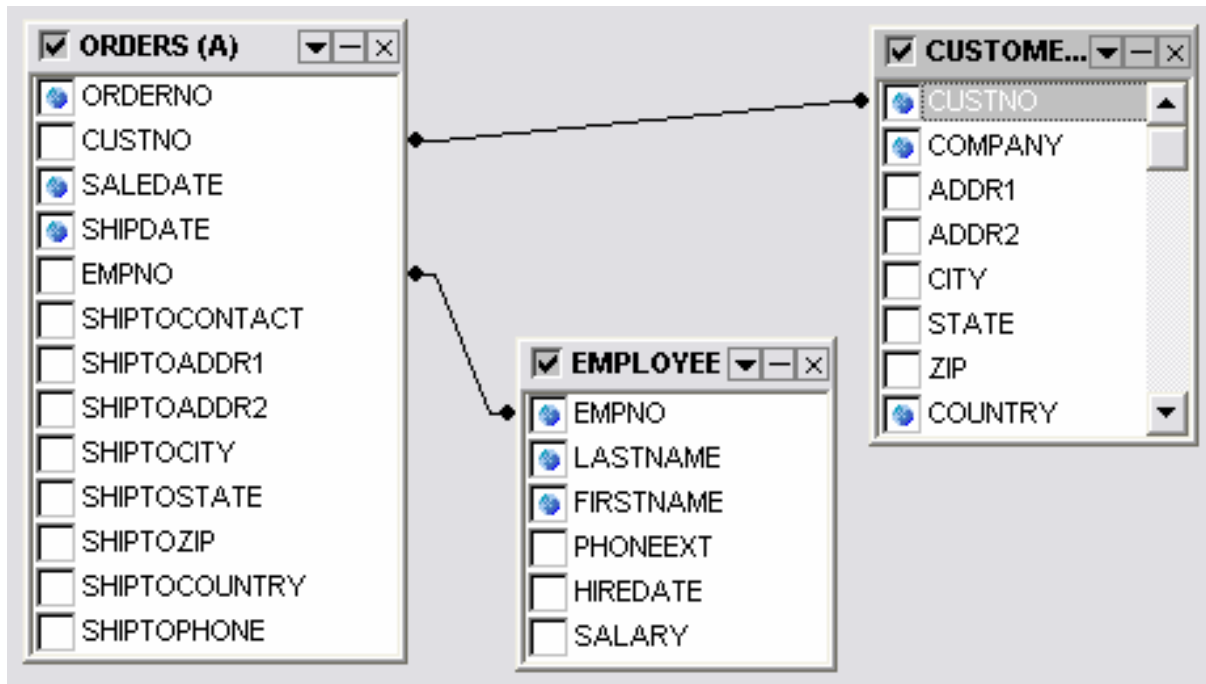 ORDERS (A)
ORDERNO
CUSTNO
SALEDATE
SHIPDATE
EMPNO
SHIPTOCONTACT
SHIPTOADDR1
SHIPTOADDR2
SHIPTOCITY
SHIPTOSTATE
SHIPTOZIP
SHIPTOCOUNTRY
SHIPTOPHONE
EMPLOYEE
EMPNO
LASTNAME
FIRSTNAME
PHONEEXT
HIREDATE
SALARY
CUSTOME...
CUSTNO
COMPANY
ADDR1
ADDR2
CITY
STATE
ZIP
COUNTRY